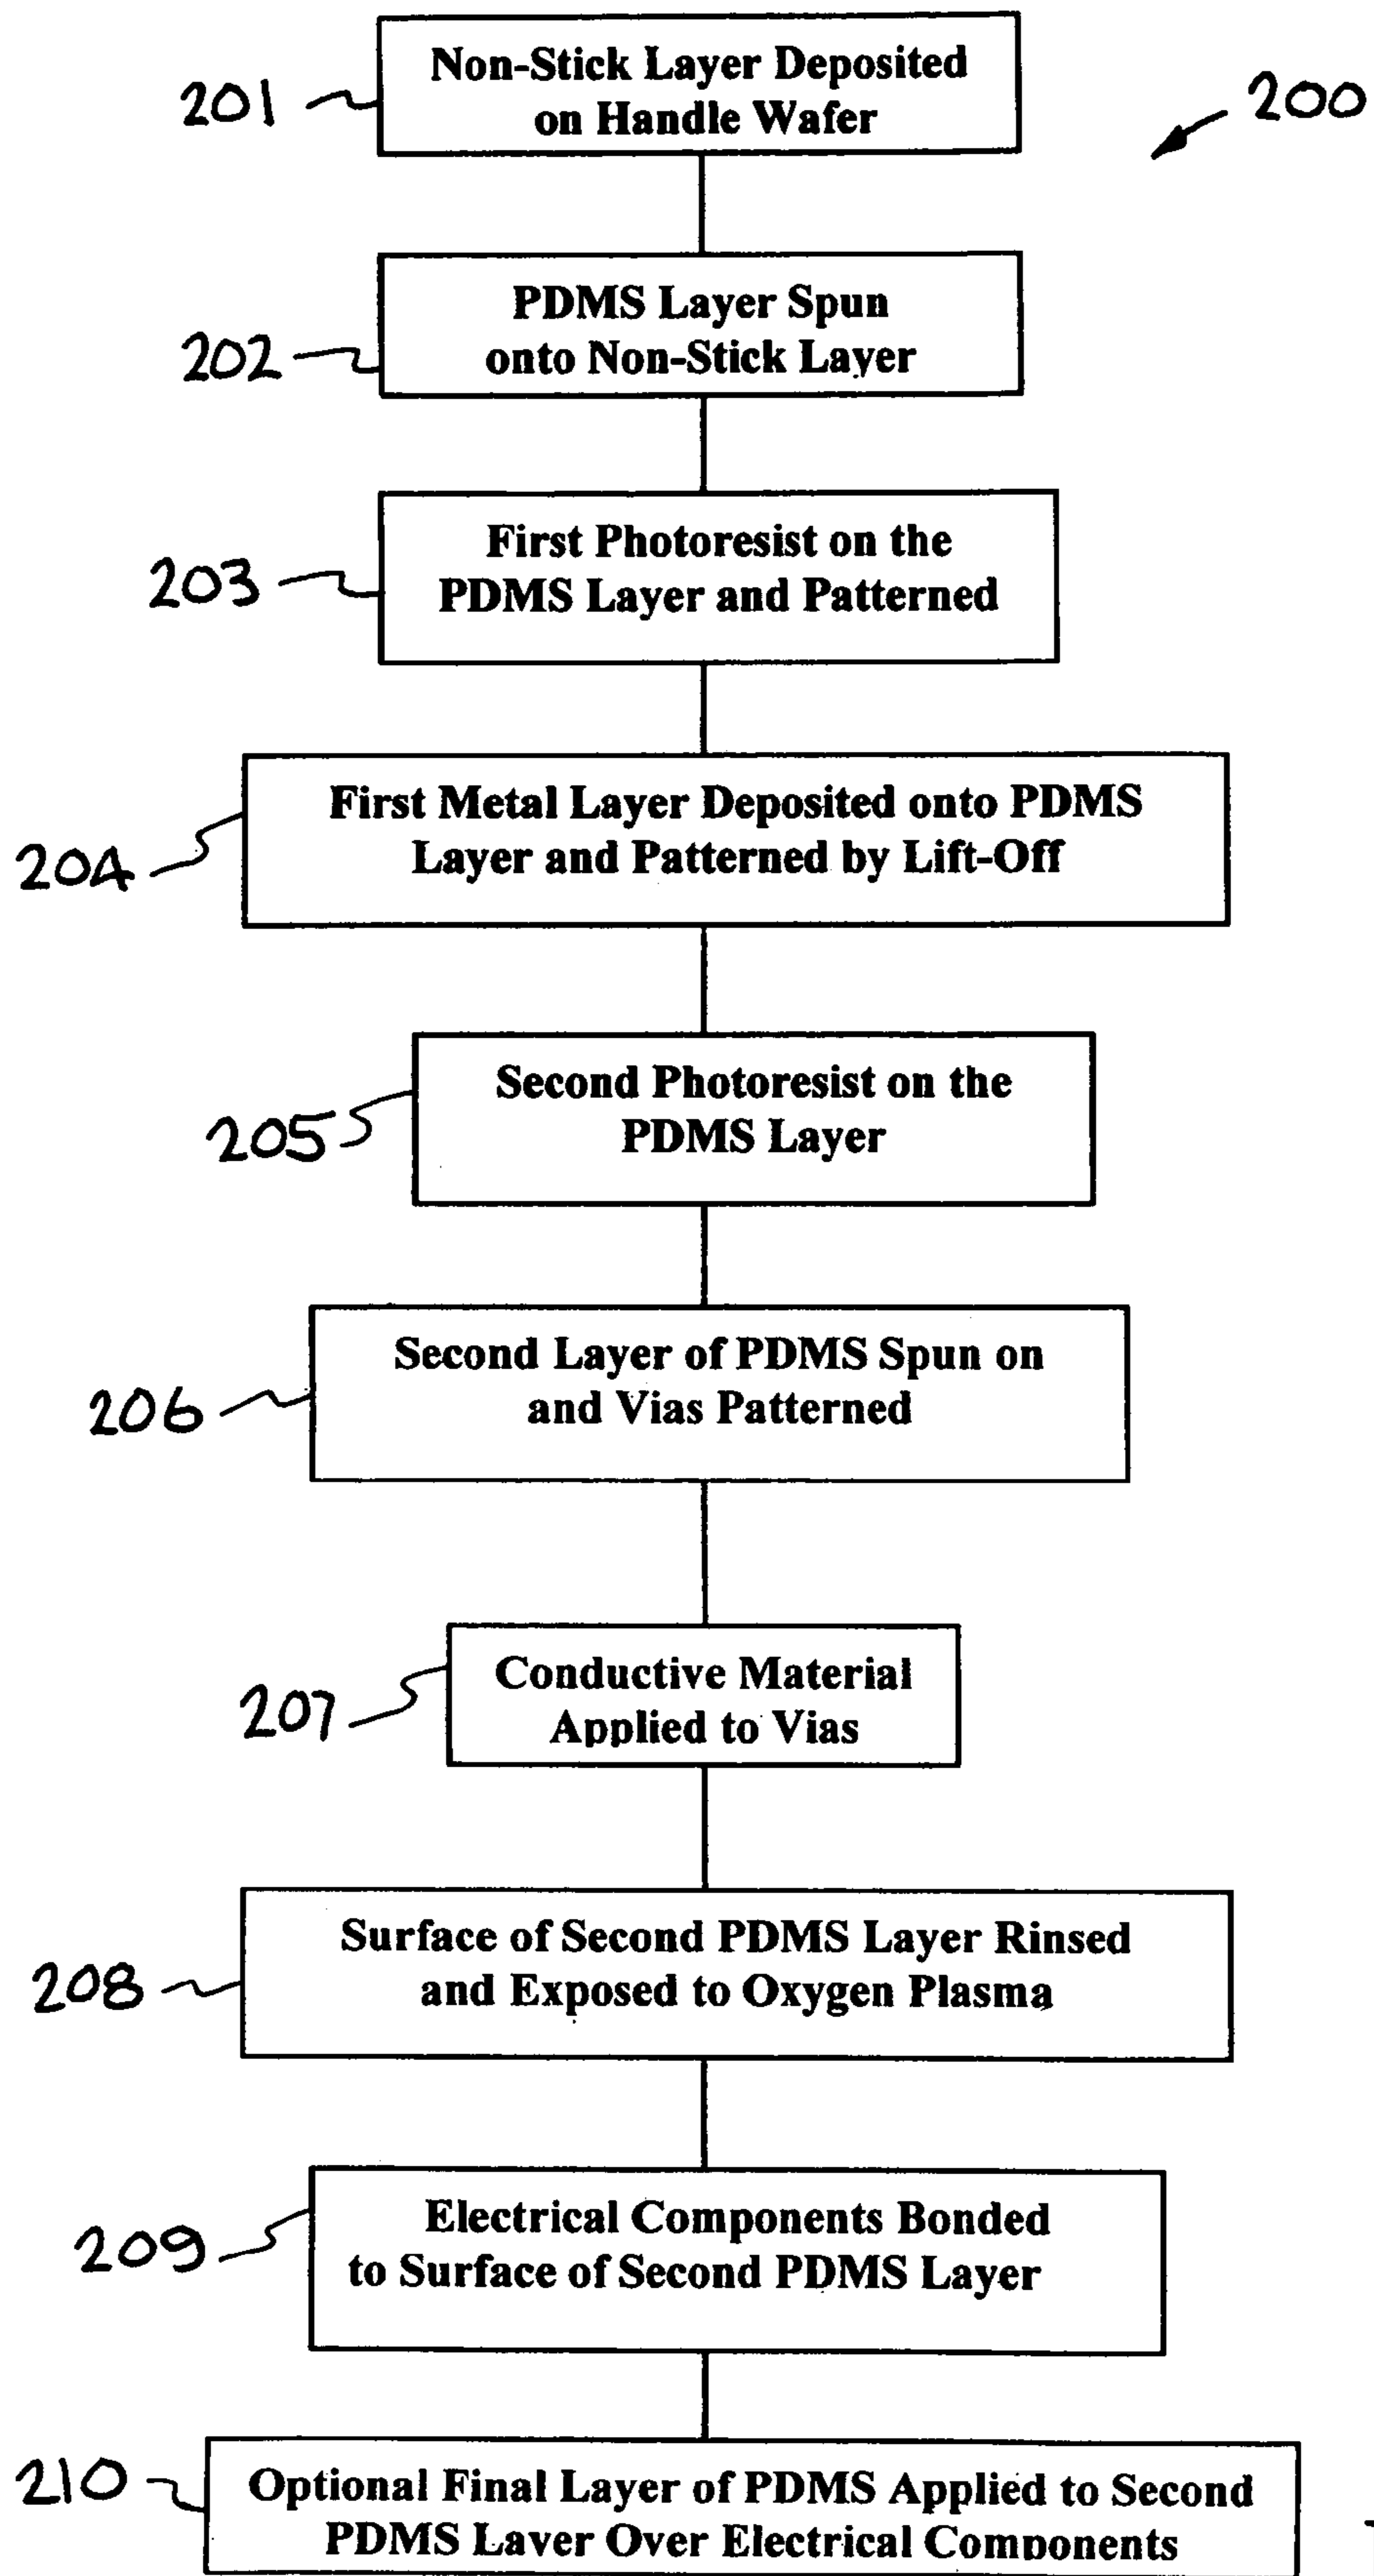 200
201
Non-Stick Layer Deposited
on Handle Wafer
202
PDMS Layer Spun
onto Non-Stick Layer
203
First Photoresist on the
PDMS Layer and Patterned
204
First Metal Layer Deposited onto PDMS
Layer and Patterned by Lift-Off
205
Second Photoresist on the
PDMS Layer
206
Second Layer of PDMS Spun on
and Vias Patterned
207
Conductive Material
Applied to Vias
208
Surface of Second PDMS Layer Rinsed
and Exposed to Oxygen Plasma
209
Electrical Components Bonded
to Surface of Second PDMS Layer
210
Optional Final Layer of PDMS Applied to Second
PDMS Layer Over Electrical Components